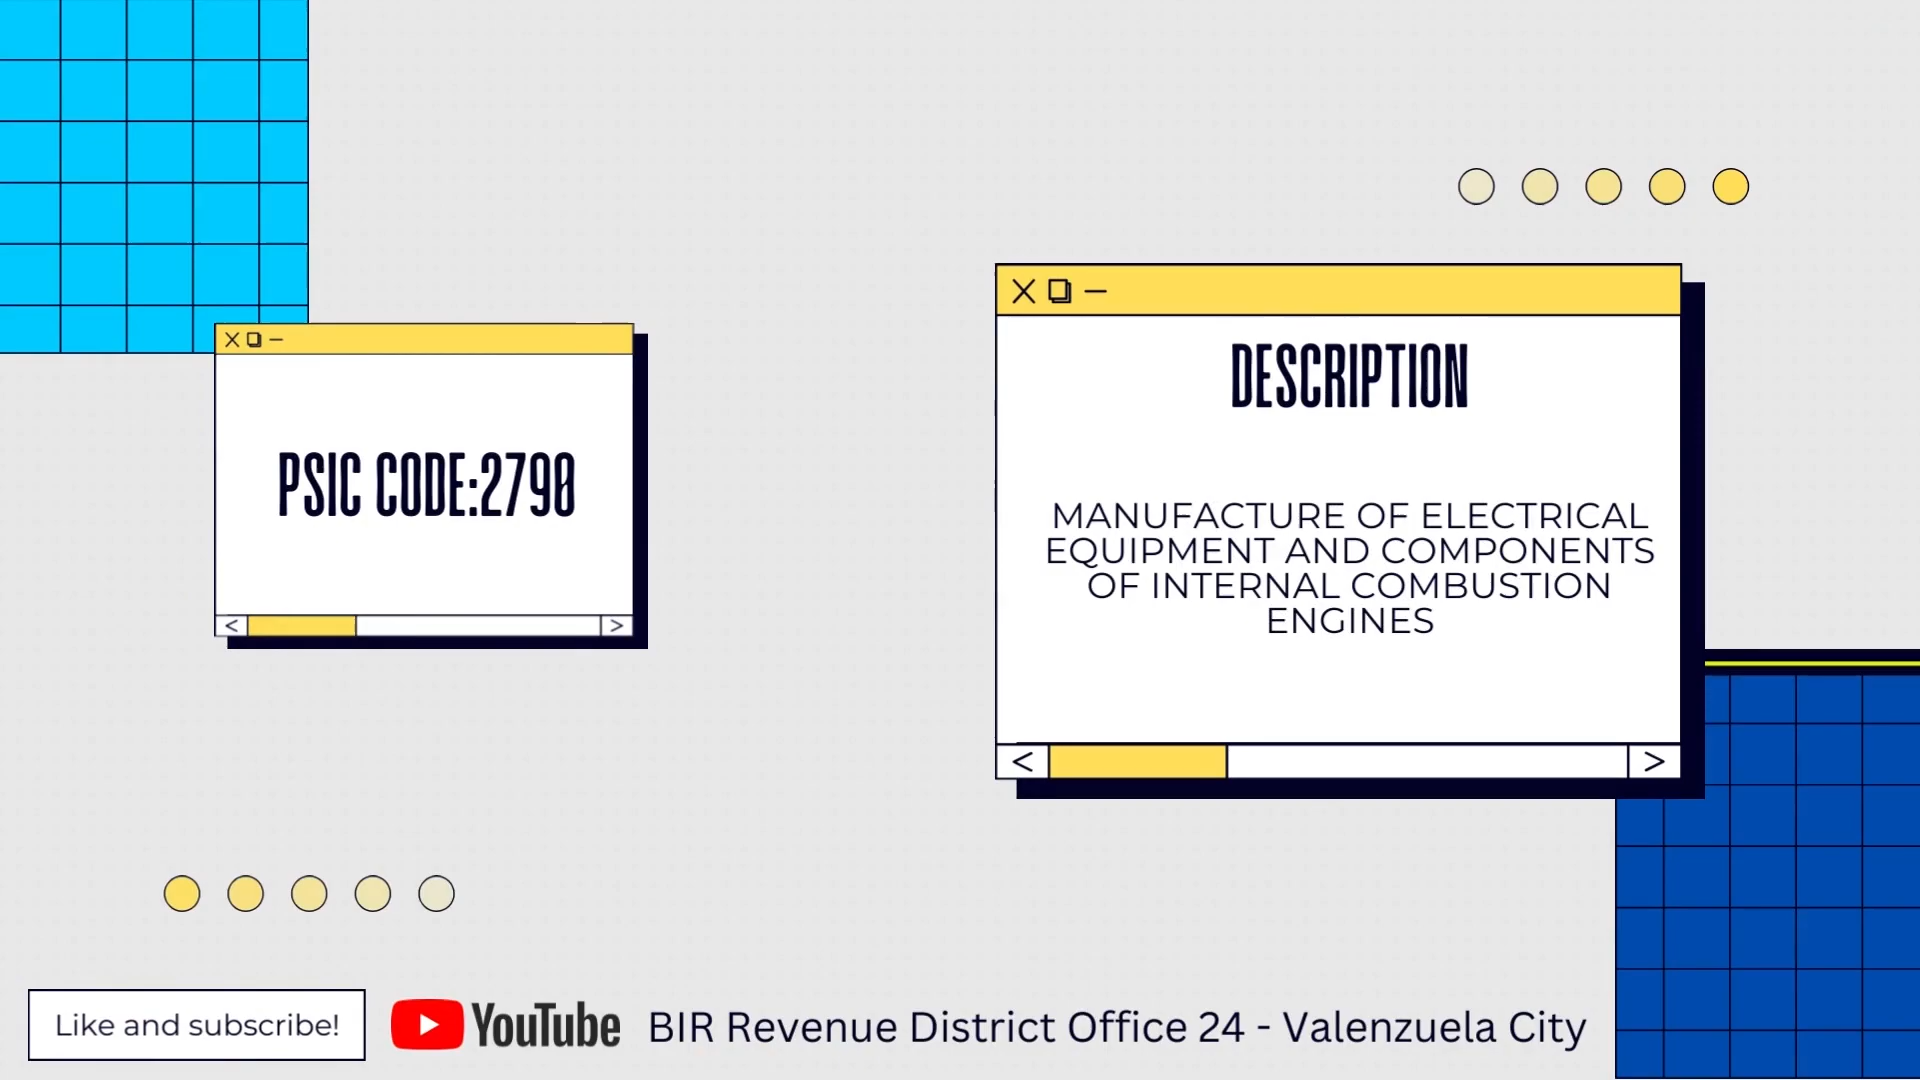 PSIC CODE:2790
DESCRIPTION
MANUFACTURE OF ELECTRICAL
EQUIPMENT AND COMPONENTS
OF INTERNAL COMBUSTION
ENGINES
Like and subscribe!
YouTube
BIR Revenue District Office 24 - Valenzuela City